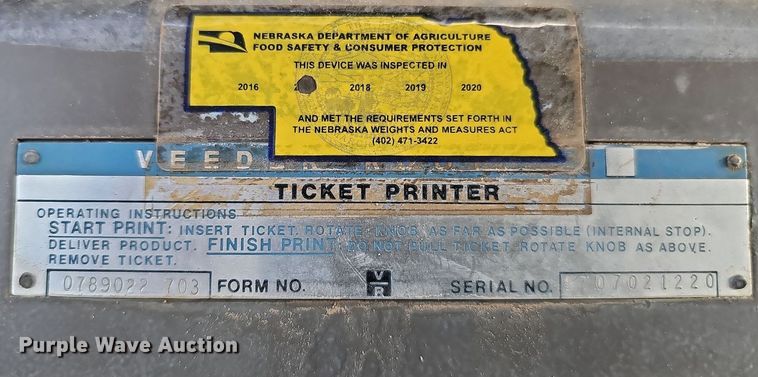 NEBRASKA DEPARTMENT OF AGRICULTURE
FOOD SAFETY & CONSUMER PROTECTION
THIS DEVICE WAS INSPECTED IN
2016 2 2018 2019 2020
AND MET THE REQUIREMENTS SET FORTH IN
THE NEBRASKA WEIGHTS AND MEASURES ACT
(402) 471-3422
VEEDER
TICKET PRINTER
OPERATING INSTRUCTIONS
START PRINT: INSERT TICKET. ROTATE KNOB AS FAR AS POSSIBLE (INTERNAL STOP).
DELIVER PRODUCT. FINISH PRINT: DO NOT PULL TICKET. ROTATE KNOB AS ABOVE.
REMOVE TICKET.
0789022 703 FORM NO. VR SERIAL NO. 07021220
Purple Wave Auction